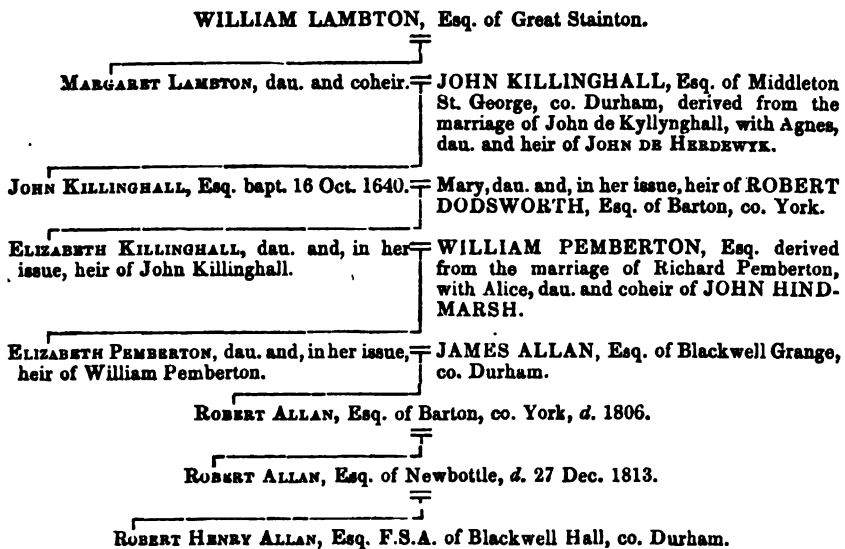 WILLIAM LAMBTON, Esq. of Great Stainton.
MARGARET LAMBTON, dau. and coheir. JOHN KILLINGHALL, Esq. of Middleton
St. George, co. Durham, derived from the
marriage of John de Kyllynghall, with Agnes,
dau. and heir of JOHN DE HERDEWYK.
JOHN KILLINGHALL, Esq. bapt. 16 Oct. 1640. Mary, dau. and, in her issue, heir of ROBERT
DODSWORTH, Esq. of Barton, co. York.
ELIZABETH KILLINGHALL, dau. and, in her WILLIAM PEMBERTON, Esq. derived
issue, heir of John Killinghall. from the marriage of Richard Pemberton,
with Alice, dau. and coheir of JOHN HIND-
MARSH.
ELIZABETH PEMBERTON, dau. and, in her issue, JAMES ALLAN, Esq. of Blackwell Grange,
heir of William Pemberton. co. Durham.
ROBERT ALLAN, Esq. of Barton, co. York, d. 1806.
ROBERT ALLAN, Esq. of Newbottle, d. 27 Dec. 1813.
ROBERT HENRY ALLAN, Esq. F.S.A. of Blackwell Hall, co. Durham.